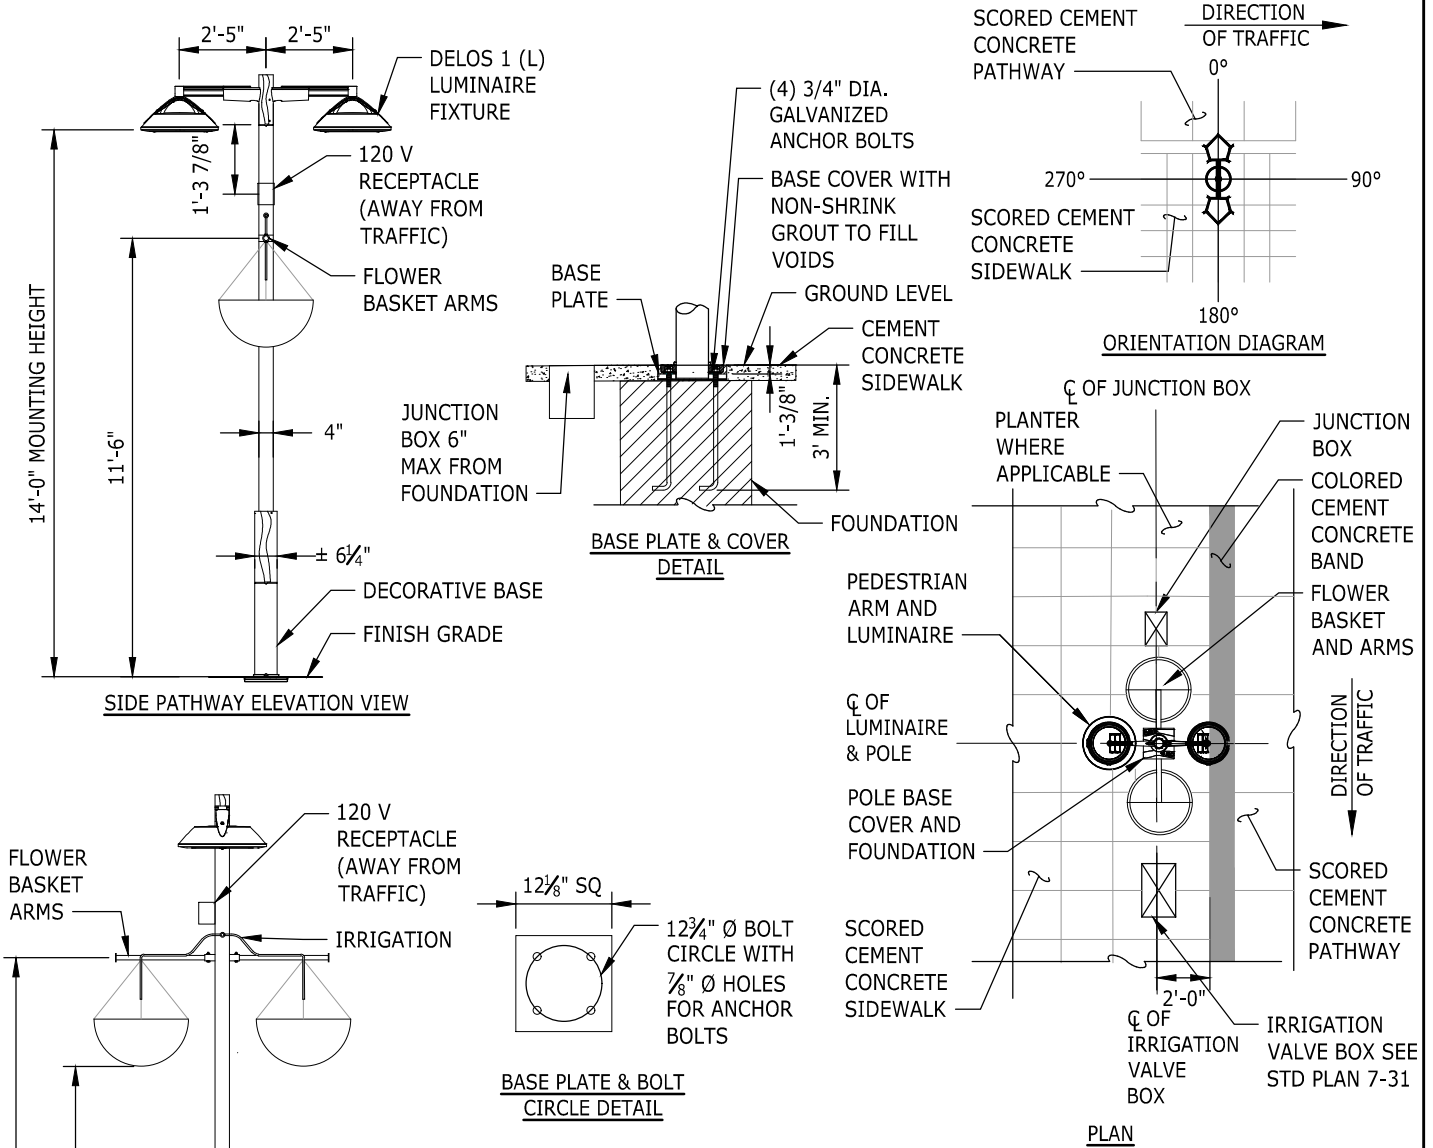 2'-5"
2'-5"
DELOS 1 (L)
LUMINAIRE
FIXTURE
1'-3 7/8"
120 V
RECEPTACLE
(AWAY FROM
TRAFFIC)
FLOWER
BASKET ARMS
14'-0" MOUNTING HEIGHT
11'-6"
4"
± 6¼"
DECORATIVE BASE
FINISH GRADE
SIDE PATHWAY ELEVATION VIEW
(4) 3/4" DIA.
GALVANIZED
ANCHOR BOLTS
BASE COVER WITH
NON-SHRINK
GROUT TO FILL
VOIDS
BASE
PLATE
GROUND LEVEL
CEMENT
CONCRETE
SIDEWALK
JUNCTION
BOX 6"
MAX FROM
FOUNDATION
1'-3/8"
3' MIN.
FOUNDATION
BASE PLATE & COVER
DETAIL
SCORED CEMENT
CONCRETE
PATHWAY
DIRECTION
OF TRAFFIC
0°
270°
90°
SCORED CEMENT
CONCRETE
SIDEWALK
180°
ORIENTATION DIAGRAM
℄ OF JUNCTION BOX
PLANTER
WHERE
APPLICABLE
JUNCTION
BOX
COLORED
CEMENT
CONCRETE
BAND
PEDESTRIAN
ARM AND
LUMINAIRE
FLOWER
BASKET
AND ARMS
℄ OF
LUMINAIRE
& POLE
DIRECTION
OF TRAFFIC
POLE BASE
COVER AND
FOUNDATION
SCORED
CEMENT
CONCRETE
PATHWAY
SCORED
CEMENT
CONCRETE
SIDEWALK
2'-0"
℄ OF
IRRIGATION
VALVE
BOX
IRRIGATION
VALVE BOX SEE
STD PLAN 7-31
PLAN
120 V
RECEPTACLE
(AWAY FROM
TRAFFIC)
FLOWER
BASKET
ARMS
IRRIGATION
12⅛" SQ
12¾" Ø BOLT
CIRCLE WITH
⅞" Ø HOLES
FOR ANCHOR
BOLTS
BASE PLATE & BOLT
CIRCLE DETAIL